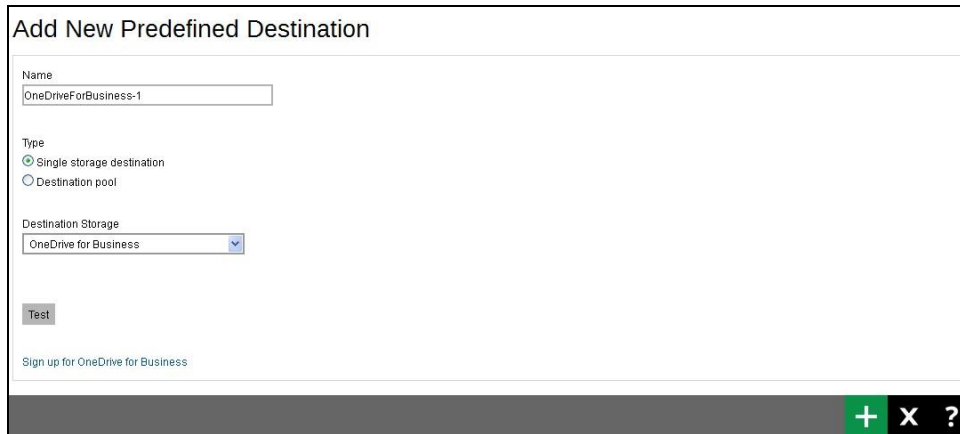 Add New Predefined Destination
Name
OneDriveForBusiness-1
Type
Single storage destination
Destination pool
Destination Storage
OneDrive for Business
Test
Sign up for OneDrive for Business
+ X ?